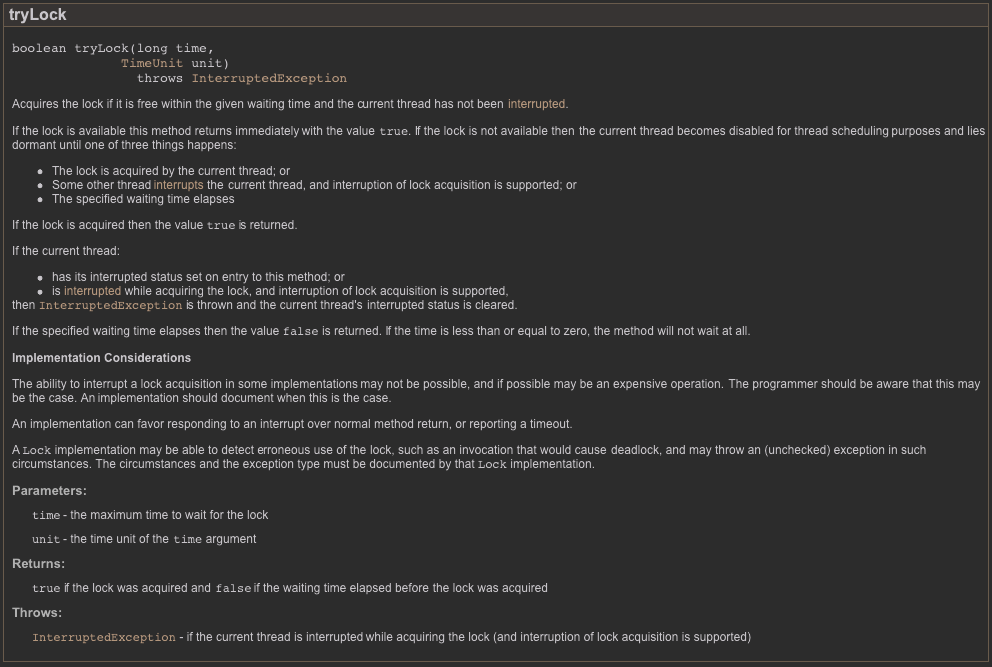 tryLock
boolean tryLock(long time,
TimeUnit unit)
throws InterruptedException
Acquires the lock if it is free within the given waiting time and the current thread has not been interrupted.
If the lock is available this method returns immediately with the value true. If the lock is not available then the current thread becomes disabled for thread scheduling purposes and lies
dormant until one of three things happens:
• The lock is acquired by the current thread; or
• Some other thread interrupts the current thread, and interruption of lock acquisition is supported; or
• The specified waiting time elapses
If the lock is acquired then the value true is returned.
If the current thread:
• has its interrupted status set on entry to this method; or
• is interrupted while acquiring the lock, and interruption of lock acquisition is supported,
then InterruptedException is thrown and the current thread's interrupted status is cleared.
If the specified waiting time elapses then the value false is returned. If the time is less than or equal to zero, the method will not wait at all.
Implementation Considerations
The ability to interrupt a lock acquisition in some implementations may not be possible, and if possible may be an expensive operation. The programmer should be aware that this may
be the case. An implementation should document when this is the case.
An implementation can favor responding to an interrupt over normal method return, or reporting a timeout.
A Lock implementation may be able to detect erroneous use of the lock, such as an invocation that would cause deadlock, and may throw an (unchecked) exception in such
circumstances. The circumstances and the exception type must be documented by that Lock implementation.
Parameters:
time - the maximum time to wait for the lock
unit - the time unit of the time argument
Returns:
true if the lock was acquired and false if the waiting time elapsed before the lock was acquired
Throws:
InterruptedException - if the current thread is interrupted while acquiring the lock (and interruption of lock acquisition is supported)